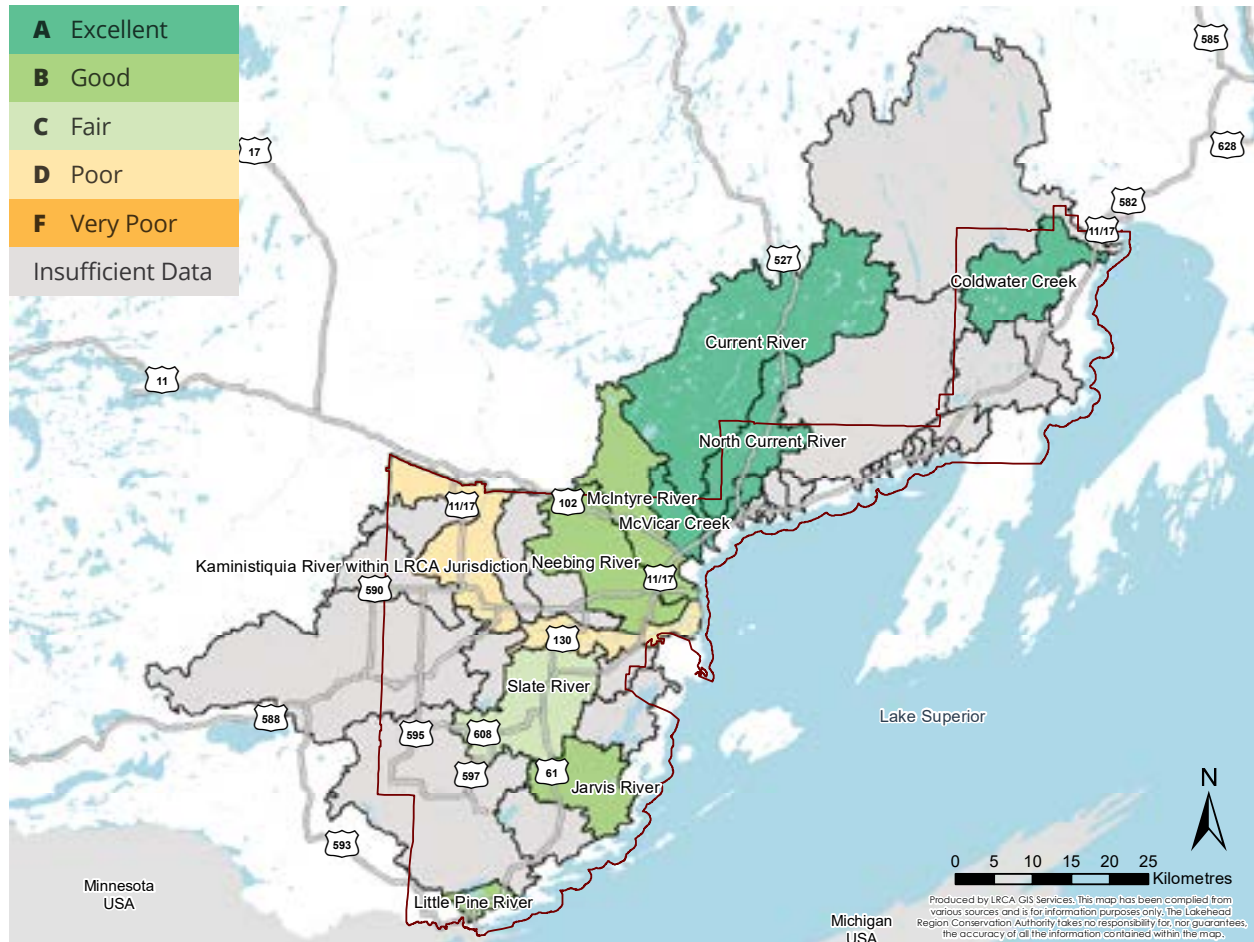 A Excellent
B Good
C Fair
D Poor
F Very Poor
Insufficient Data
585
17
628
582
11/17
527
Coldwater Creek
Current River
11
North Current River
102
McIntyre River
11/17
McVicar Creek
Kaministiquia River within LRCA Jurisdiction
Neebing River
11/17
590
130
Slate River
588
595
608
Lake Superior
597
61
Jarvis River
N
593
0 5 10 15 20 25
Kilometres
Minnesota
USA
Little Pine River
Michigan
USA
Produced by LRCA GIS Services. This map has been complied from
various sources and is for information purposes only. The Lakehead
Region Conservation Authority takes no responsibility for, nor guarantees,
the accuracy of all the information contained within the map.